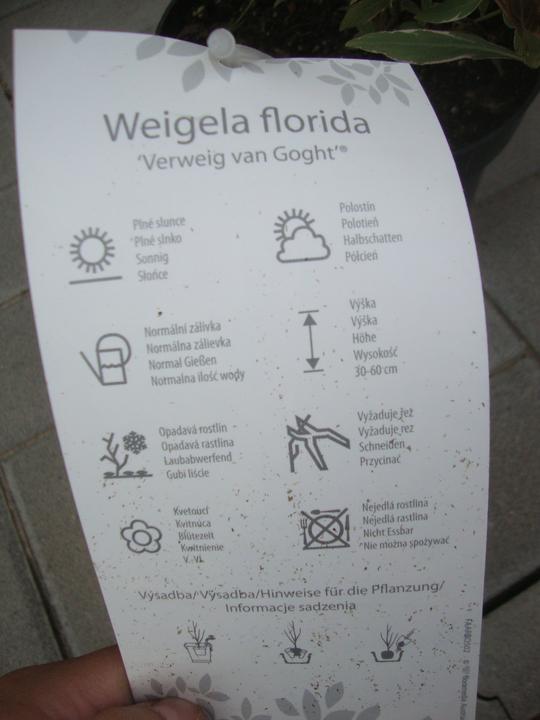 Weigela florida
'Verweig van Goght'®
Plné slunce
Plné slnko
Sonnig
Słońce
Polostín
Polotieň
Halbschatten
Półcień
Normální zálivka
Normálna zálievka
Normal Gießen
Normalna ilość wody
Výška
Výška
Höhe
Wysokość
30-60 cm
Opadavá rostlin
Opadavá rastlina
Laubabwerfend
Gubi liście
Vyžaduje řez
Vyžaduje rez
Schneiden
Przycinać
Kvetoucí
Kvitnúca
Blütezeit
Kwitnienie
V.-VI.
Nejedlá rostlina
Nejedlá rastlina
Nicht Essbar
Nie można spożywać
Výsadba/Výsadba/Hinweise für die Pflanzung/
Informacje sadzenia